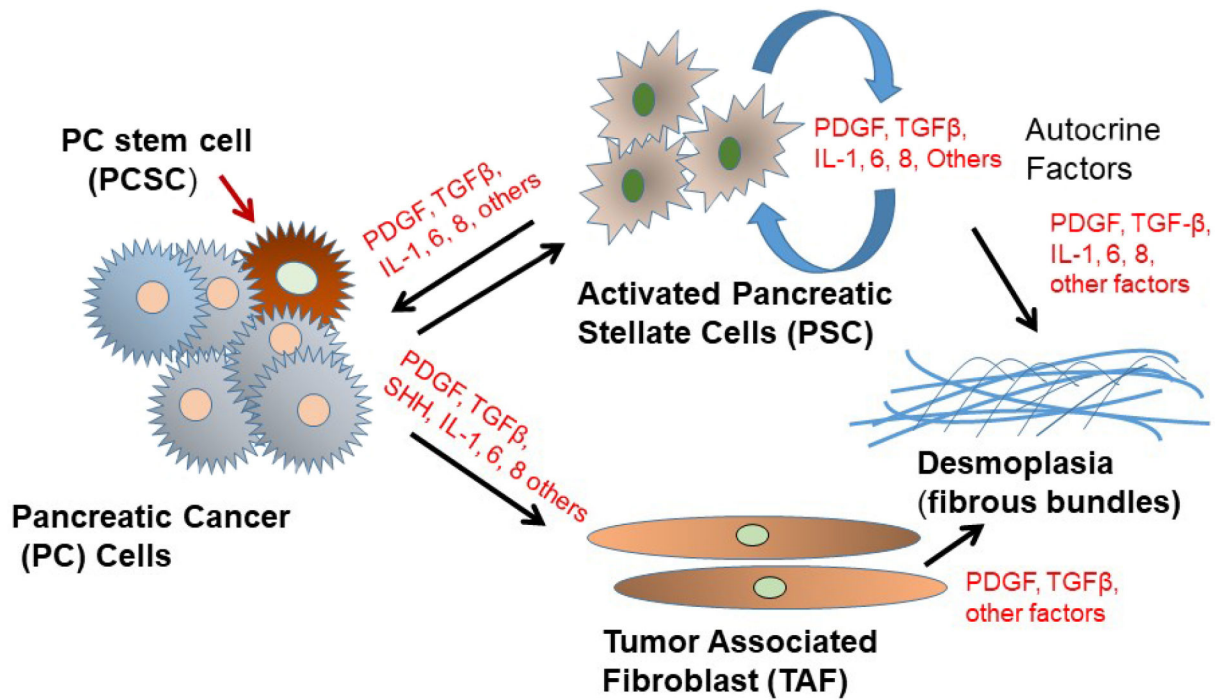 PC stem cell
(PCSC)
PDGF, TGFβ,
IL-1, 6, 8, others
PDGF, TGFβ,
IL-1, 6, 8, Others
Autocrine
Factors
PDGF, TGF-β,
IL-1, 6, 8,
other factors
Activated Pancreatic
Stellate Cells (PSC)
PDGF, TGFβ,
SHH, IL-1, 6, 8 others
Desmoplasia
(fibrous bundles)
Pancreatic Cancer
(PC) Cells
PDGF, TGFβ,
other factors
Tumor Associated
Fibroblast (TAF)